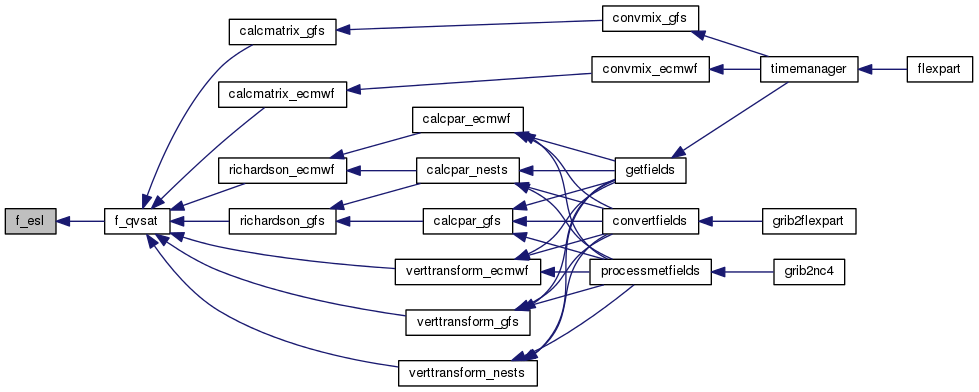 calcmatrix_gfs
convmix_gfs
calcmatrix_ecmwf
convmix_ecmwf
timemanager
flexpart
calcpar_ecmwf
richardson_ecmwf
calcpar_nests
getfields
f_esl
f_qvsat
richardson_gfs
calcpar_gfs
convertfields
grib2flexpart
verttransform_ecmwf
processmetfields
grib2nc4
verttransform_gfs
verttransform_nests